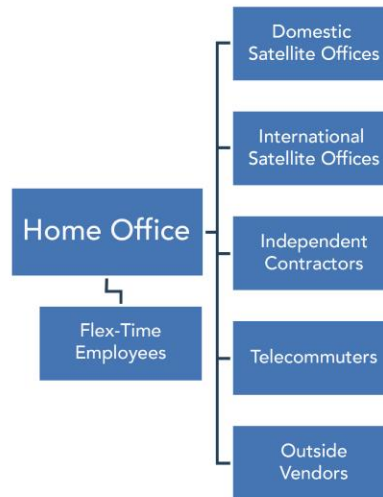 Domestic
Satellite Offices
International
Satellite Offices
Home Office
Independent
Contractors
Flex-Time
Employees
Telecommuters
Outside
Vendors